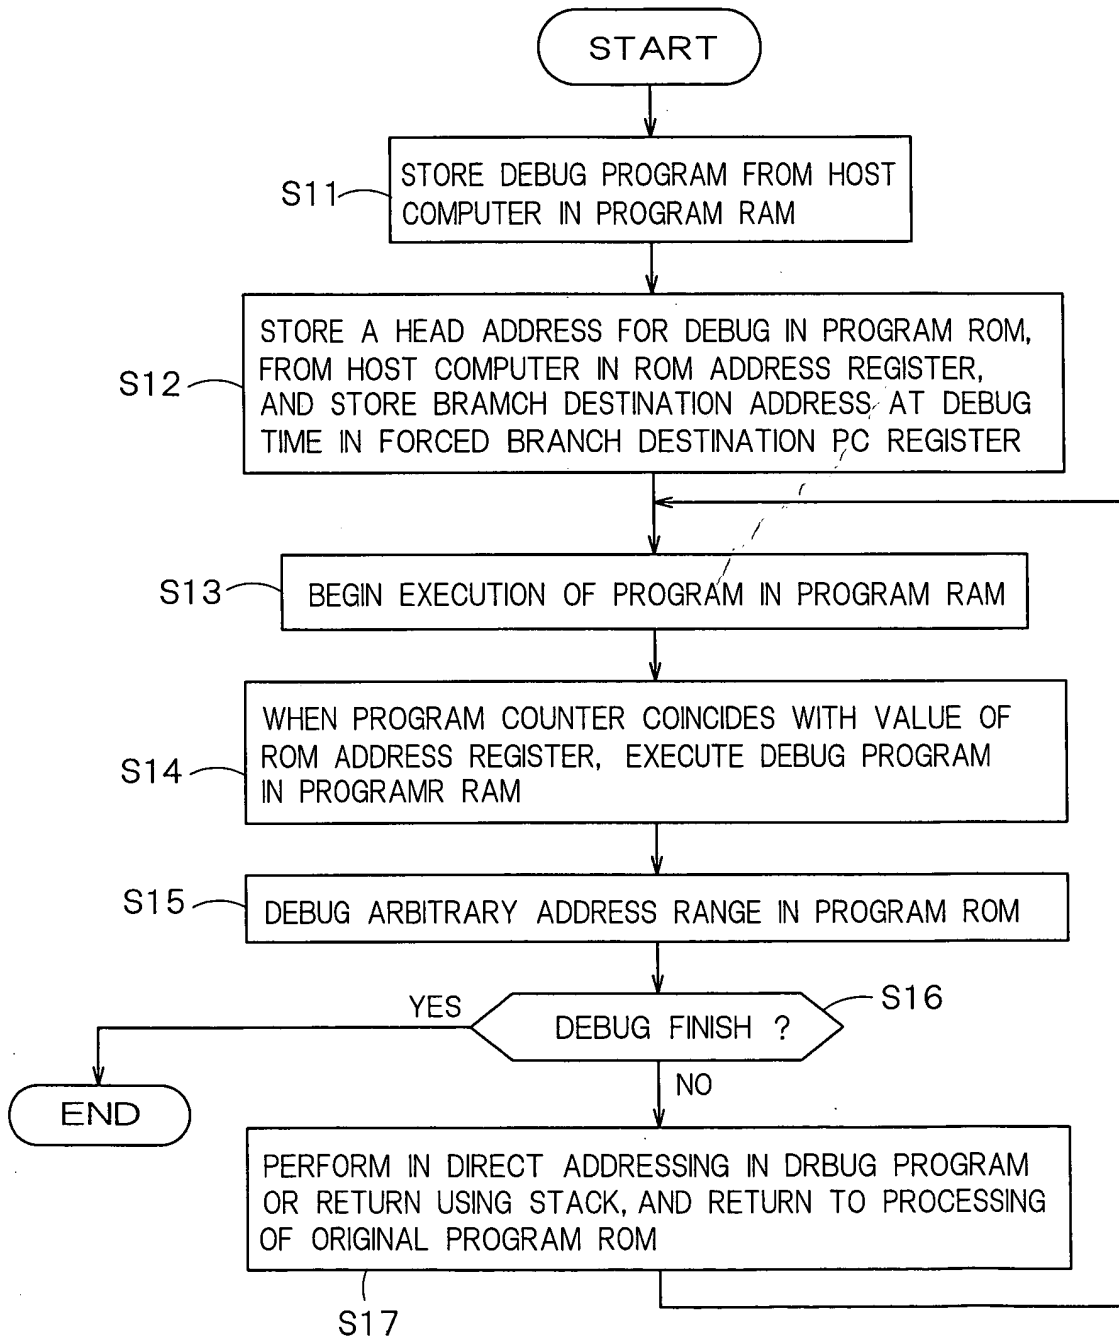 START
S11
STORE DEBUG PROGRAM FROM HOST
COMPUTER IN PROGRAM RAM
S12
STORE A HEAD ADDRESS FOR DEBUG IN PROGRAM ROM,
FROM HOST COMPUTER IN ROM ADDRESS REGISTER,
AND STORE BRAMCH DESTINATION ADDRESS AT DEBUG
TIME IN FORCED BRANCH DESTINATION PC REGISTER
S13
BEGIN EXECUTION OF PROGRAM IN PROGRAM RAM
S14
WHEN PROGRAM COUNTER COINCIDES WITH VALUE OF
ROM ADDRESS REGISTER, EXECUTE DEBUG PROGRAM
IN PROGRAMR RAM
S15
DEBUG ARBITRARY ADDRESS RANGE IN PROGRAM ROM
S16
YES
DEBUG FINISH ?
NO
END
PERFORM IN DIRECT ADDRESSING IN DRBUG PROGRAM
OR RETURN USING STACK, AND RETURN TO PROCESSING
OF ORIGINAL PROGRAM ROM
S17